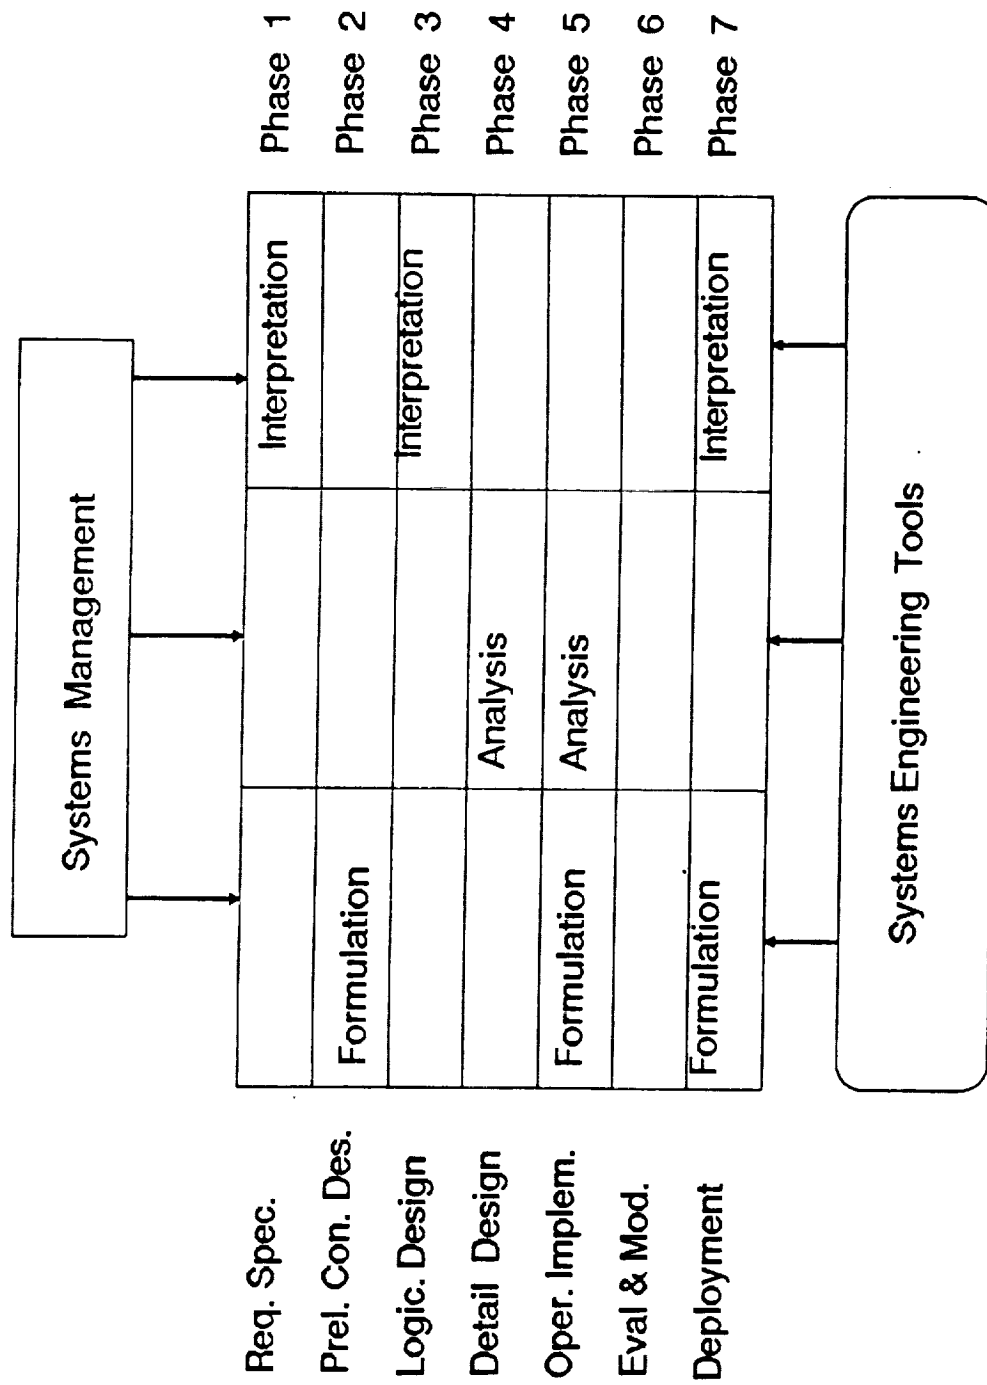 Systems Management
Req. Spec. Interpretation Phase 1
Prel. Con. Des. Formulation Phase 2
Logic. Design Interpretation Phase 3
Detail Design Analysis Phase 4
Oper. Implem. Formulation Analysis Phase 5
Eval & Mod. Phase 6
Deployment Formulation Interpretation Phase 7
Systems Engineering Tools